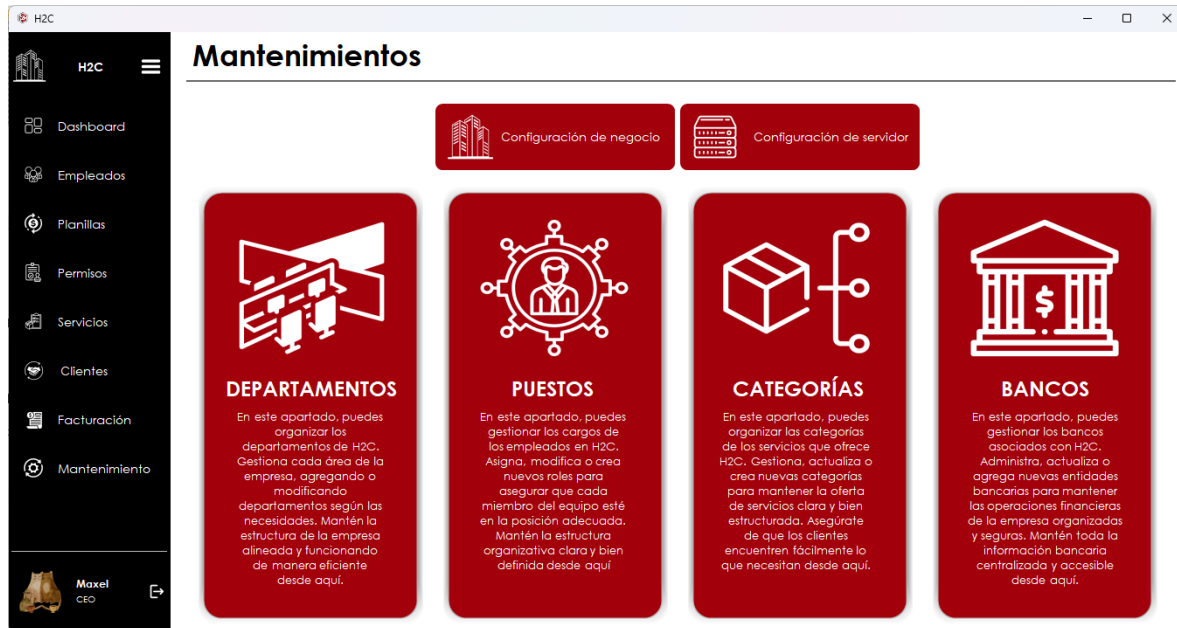 H2C
H2C
Dashboard
Empleados
Planillas
Permisos
Servicios
Clientes
Facturación
Mantenimiento
Maxel
CEO
Mantenimientos
Configuración de negocio
Configuración de servidor
DEPARTAMENTOS
En este apartado, puedes
organizar los
departamentos de H2C.
Gestiona cada área de la
empresa, agregando o
modificando
departamentos según las
necesidades. Mantén la
estructura de la empresa
alineada y funcionando
de manera eficiente
desde aquí.
PUESTOS
En este apartado, puedes
gestionar los cargos de
los empleados en H2C.
Asigna, modifica o crea
nuevos roles para
asegurar que cada
miembro del equipo esté
en la posición adecuada.
Mantén la estructura
organizativa clara y bien
definida desde aquí
CATEGORÍAS
En este apartado, puedes
organizar las categorías
de los servicios que ofrece
H2C. Gestiona, actualiza o
crea nuevas categorías
para mantener la oferta
de servicios clara y bien
estructurada. Asegúrate
de que los clientes
encuentren fácilmente lo
que necesitan desde aquí.
BANCOS
En este apartado, puedes
gestionar los bancos
asociados con H2C.
Administra, actualiza o
agrega nuevas entidades
bancarias para mantener
las operaciones financieras
de la empresa organizadas
y seguras. Mantén toda la
información bancaria
centralizada y accesible
desde aquí.